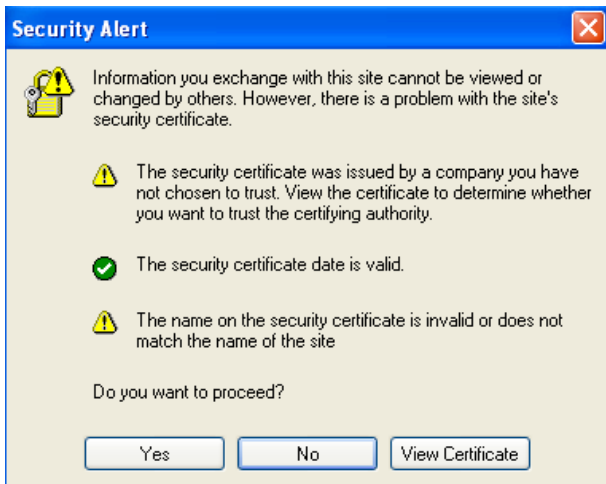 Security Alert
Information you exchange with this site cannot be viewed or
changed by others. However, there is a problem with the site's
security certificate.
The security certificate was issued by a company you have
not chosen to trust. View the certificate to determine whether
you want to trust the certifying authority.
The security certificate date is valid.
The name on the security certificate is invalid or does not
match the name of the site
Do you want to proceed?
Yes No View Certificate